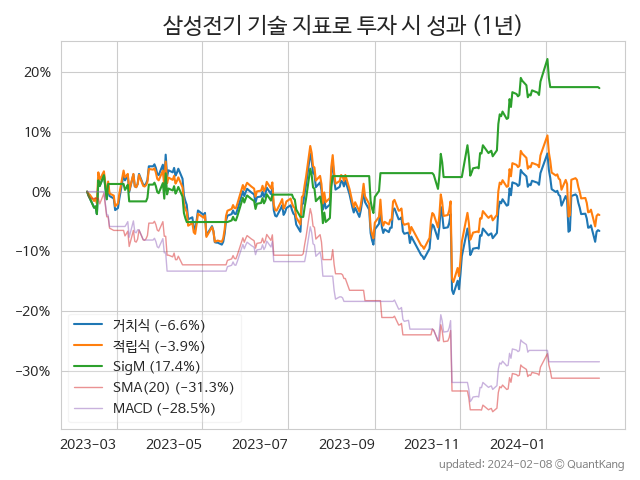 삼성전기 기술 지표로 투자 시 성과 (1년)
20%
10%
0%
−10%
−20%
−30%
거치식 (−6.6%)
적립식 (−3.9%)
SigM (17.4%)
SMA(20) (−31.3%)
MACD (−28.5%)
2023−03 2023−05 2023−07 2023−09 2023−11 2024−01
updated: 2024−02−08 © QuantKang